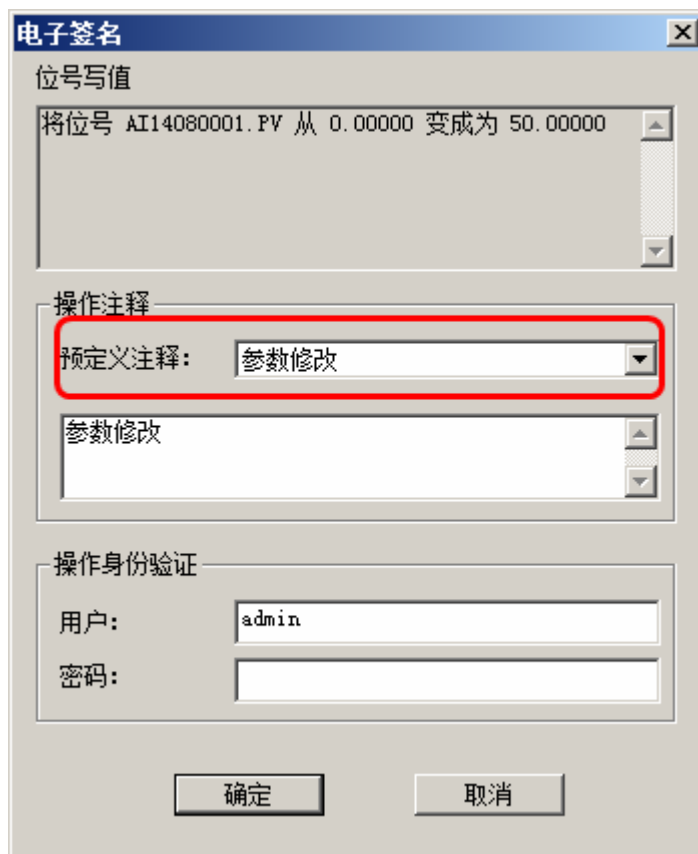 电子签名
位号写值
将位号 AI14080001.PV 从 0.00000 变成为 50.00000
操作注释
预定义注释: 参数修改
参数修改
操作身份验证
用户: admin
密码:
确定 取消